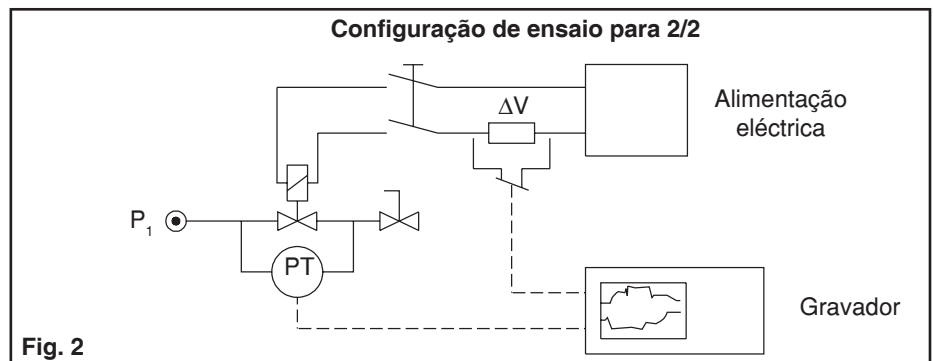 Configuração de ensaio para 2/2
ΔV
Alimentação
eléctrica
P1
PT
Gravador
Fig. 2